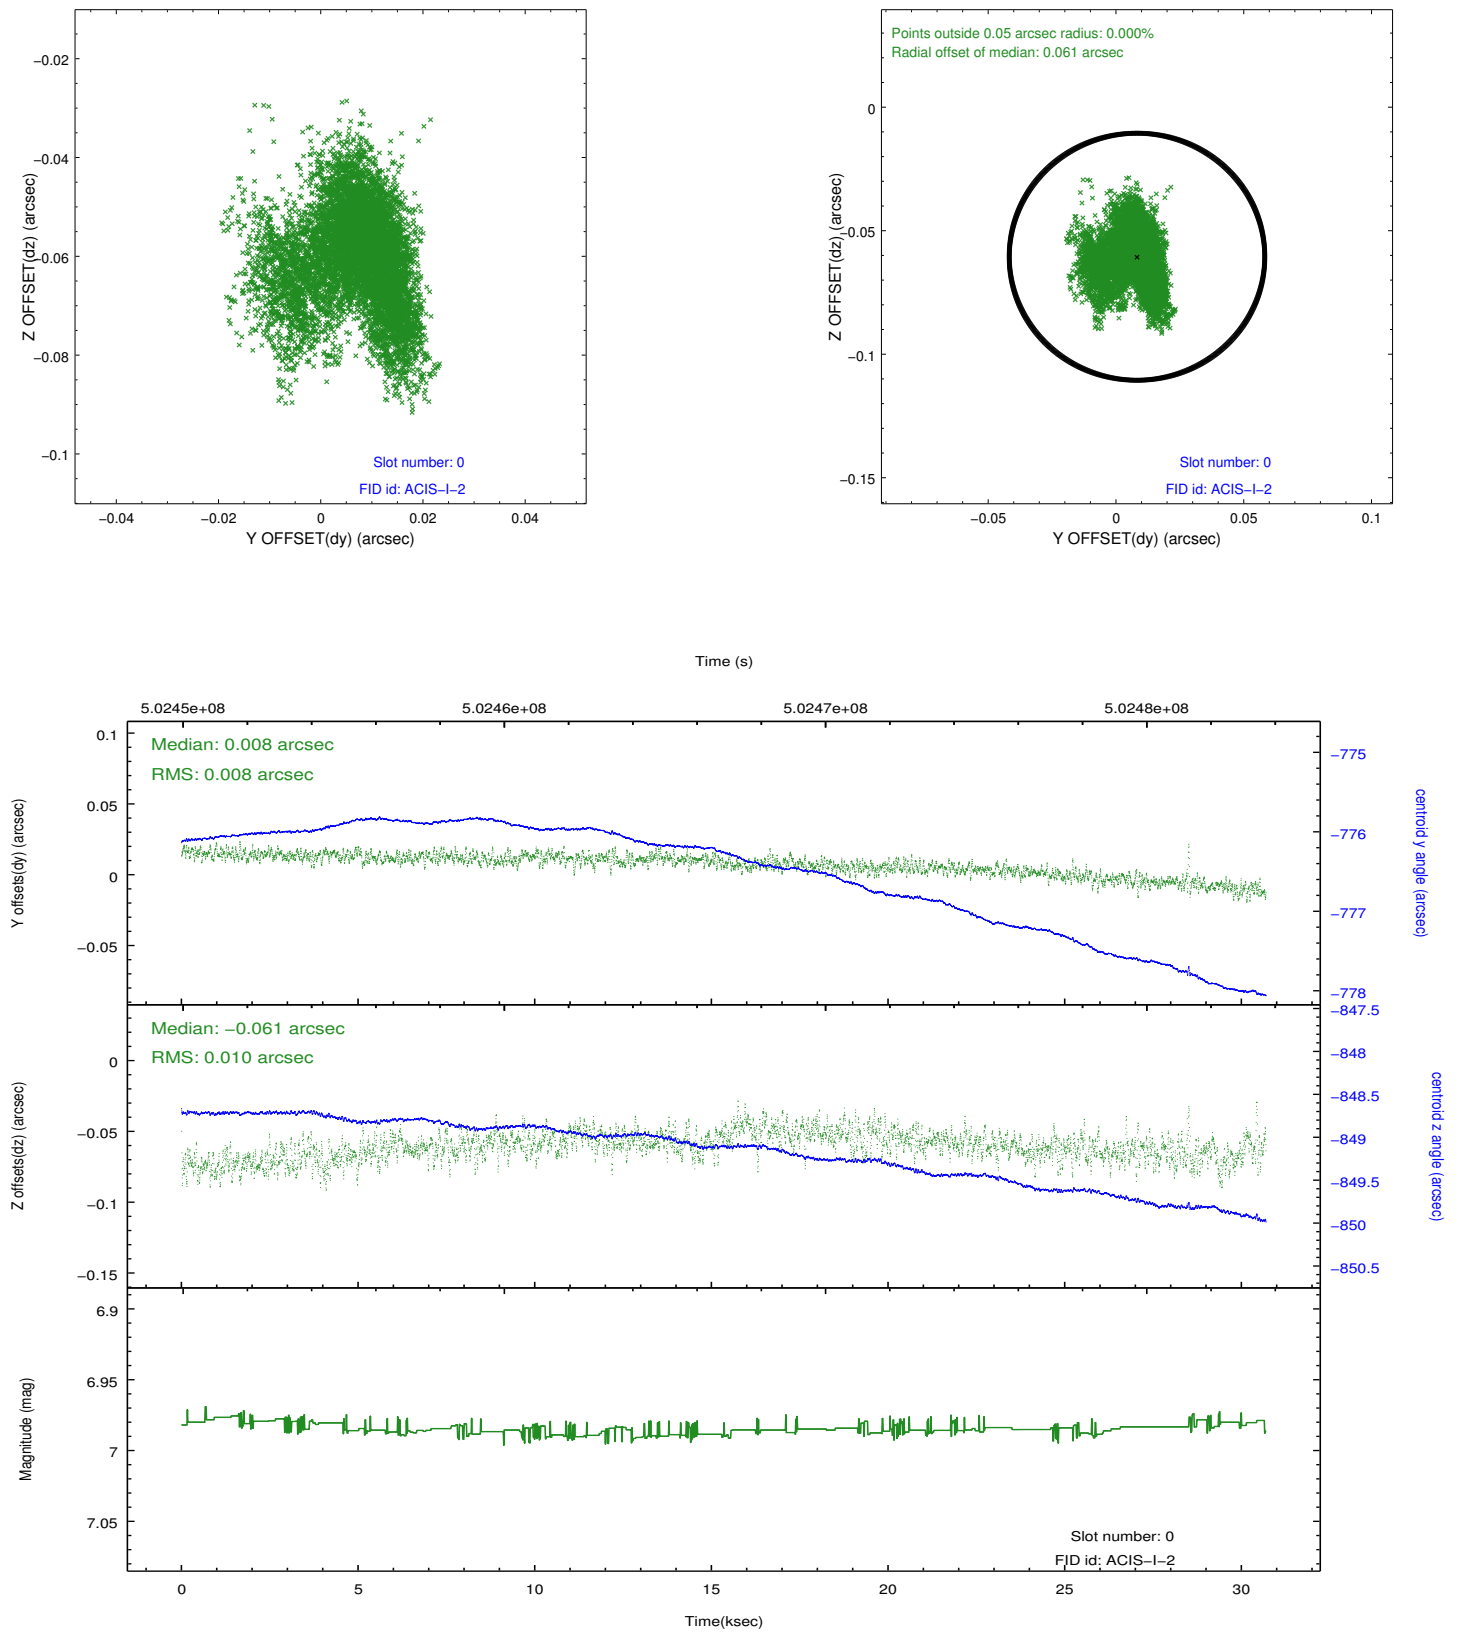 −0.02
−0.04
−0.06
−0.08
−0.1
Z OFFSET(dz) (arcsec)
Slot number: 0
FID id: ACIS−I−2
−0.04
−0.02
0
0.02
0.04
Y OFFSET(dy) (arcsec)
Points outside 0.05 arcsec radius: 0.000%
Radial offset of median: 0.061 arcsec
0
−0.05
−0.1
−0.15
Z OFFSET(dz) (arcsec)
Slot number: 0
FID id: ACIS−I−2
−0.05
0
0.05
0.1
Y OFFSET(dy) (arcsec)
Time (s)
5.0245e+08
5.0246e+08
5.0247e+08
5.0248e+08
Median: 0.008 arcsec
RMS: 0.008 arcsec
0.1
0.05
0
−0.05
Y offsets(dy) (arcsec)
−775
−776
−777
−778
centroid y angle (arcsec)
Median: −0.061 arcsec
RMS: 0.010 arcsec
0
−0.05
−0.1
−0.15
Z offsets(dz) (arcsec)
−847.5
−848
−848.5
−849
−849.5
−850
−850.5
centroid z angle (arcsec)
6.9
6.95
7
7.05
Magnitude (mag)
Slot number: 0
FID id: ACIS−I−2
0
5
10
15
20
25
30
Time(ksec)